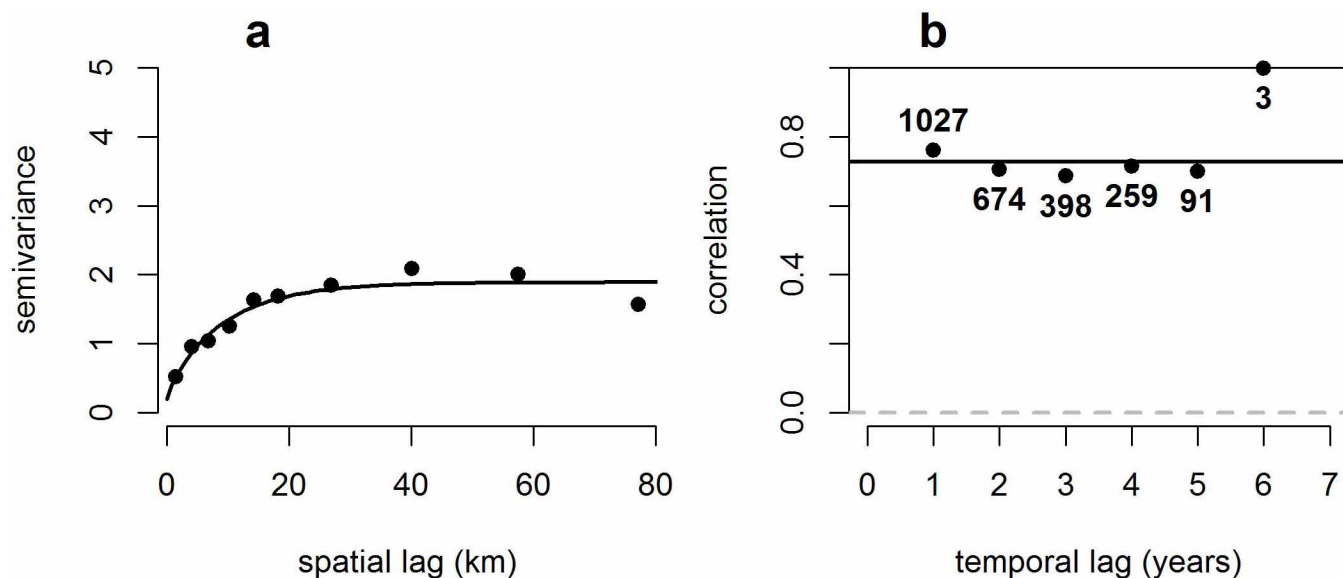 a
5
4
3
2
1
0
semivariance
0 20 40 60 80
spatial lag (km)
b
0.8
0.4
0.0
correlation
1027
674
398
259
91
3
0 1 2 3 4 5 6 7
temporal lag (years)